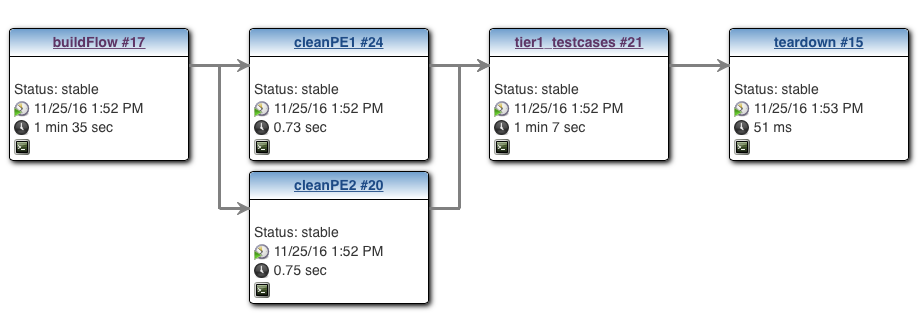 buildFlow #17
Status: stable
11/25/16 1:52 PM
1 min 35 sec
cleanPE1 #24
Status: stable
11/25/16 1:52 PM
0.73 sec
cleanPE2 #20
Status: stable
11/25/16 1:52 PM
0.75 sec
tier1_testcases #21
Status: stable
11/25/16 1:52 PM
1 min 7 sec
teardown #15
Status: stable
11/25/16 1:53 PM
51 ms